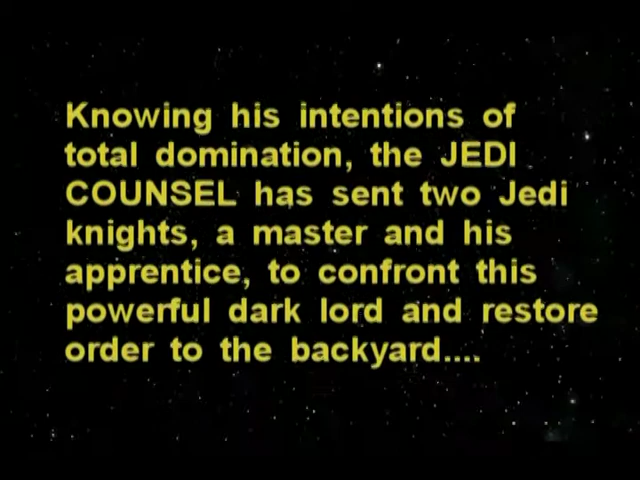 Knowing his intentions of
total domination, the JEDI
COUNSEL has sent two Jedi
knights, a master and his
apprentice, to confront this
powerful dark lord and restore
order to the backyard....